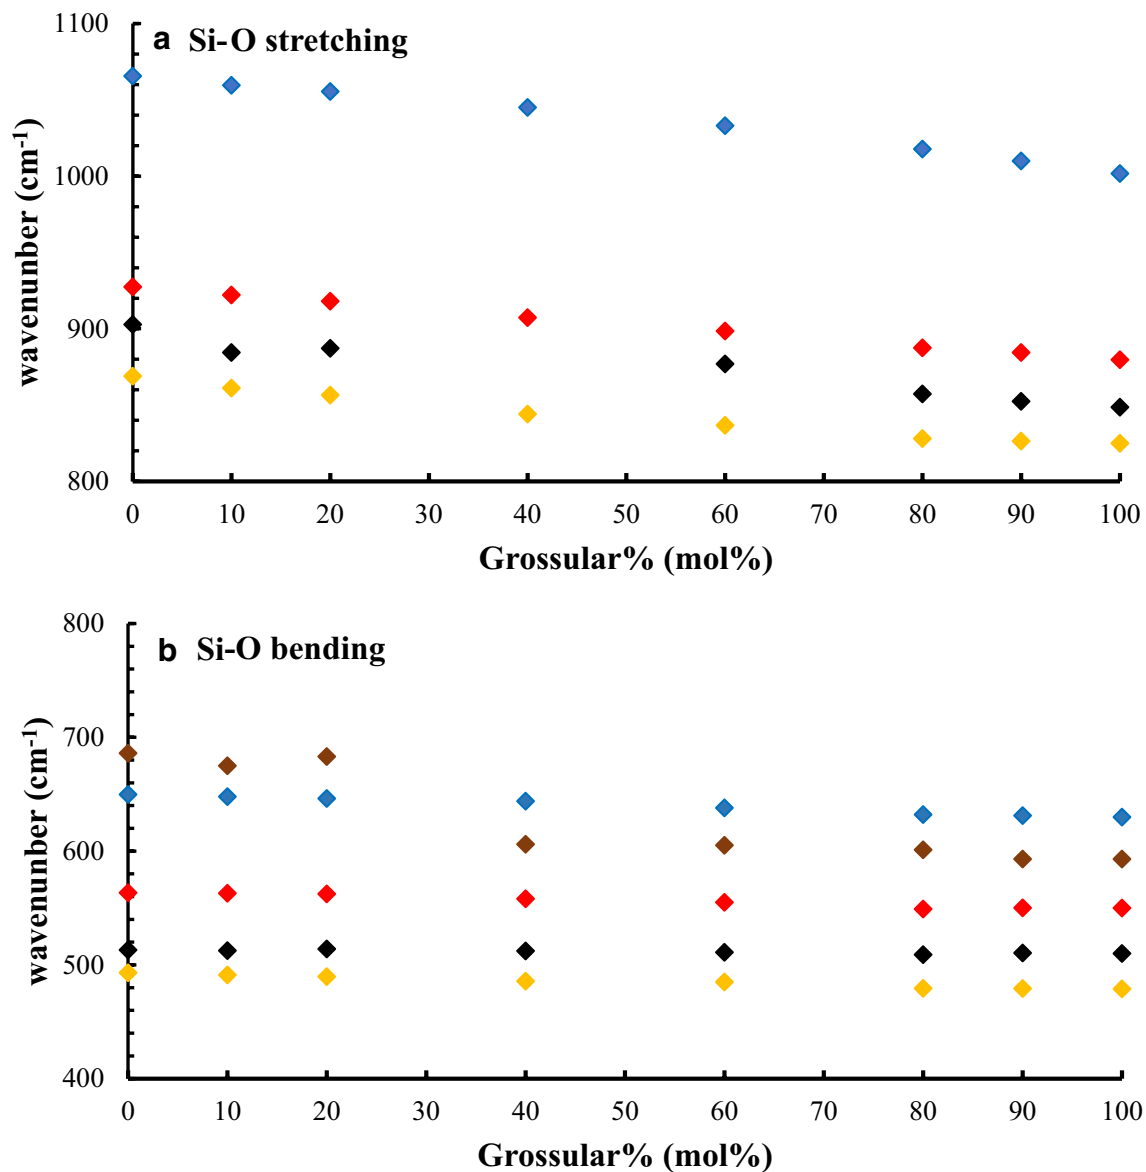 a Si-O stretching
1100
1000
900
800
wavenunber (cm-1)
0 10 20 30 40 50 60 70 80 90 100
Grossular% (mol%)
b Si-O bending
800
700
600
500
400
wavenunber (cm-1)
0 10 20 30 40 50 60 70 80 90 100
Grossular% (mol%)